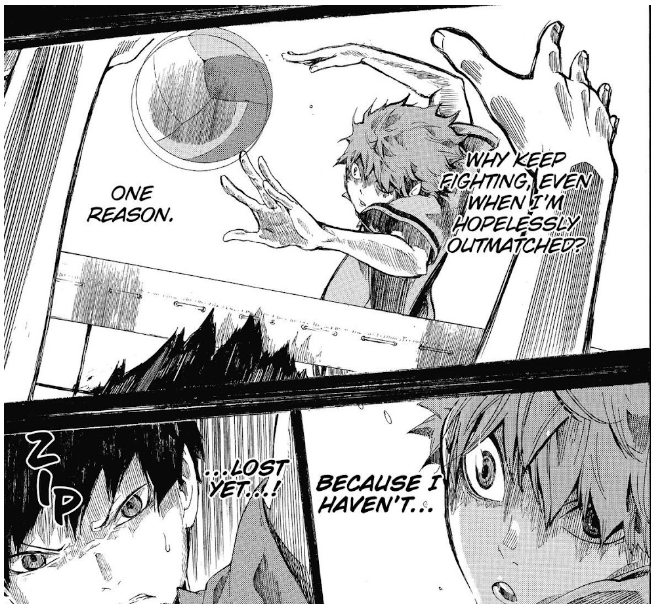 WHY KEEP
FIGHTING, EVEN
WHEN I'M
HOPELESSLY
OUTMATCHED?
ONE
REASON.
BECAUSE I
HAVEN'T...
...LOST
YET...!
ZIP